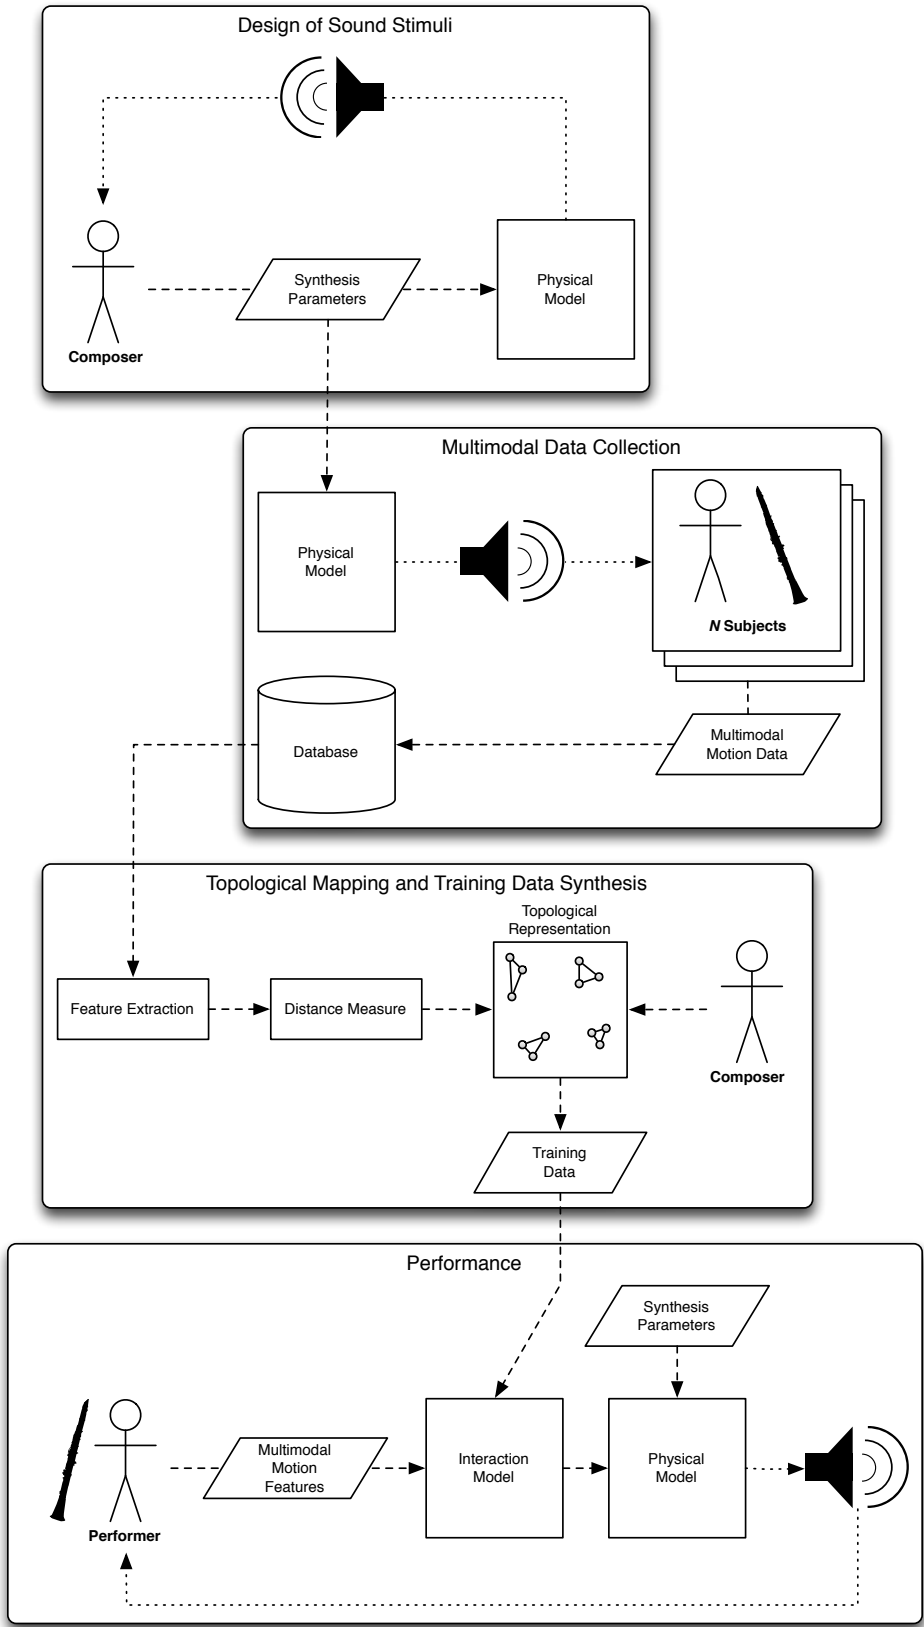 Design of Sound Stimuli
Synthesis
Parameters
Physical
Model
Composer
Multimodal Data Collection
Physical
Model
N Subjects
Database
Multimodal
Motion Data
Topological Mapping and Training Data Synthesis
Topological
Representation
Feature Extraction
Distance Measure
Composer
Training
Data
Performance
Synthesis
Parameters
Multimodal
Motion
Features
Interaction
Model
Physical
Model
Performer